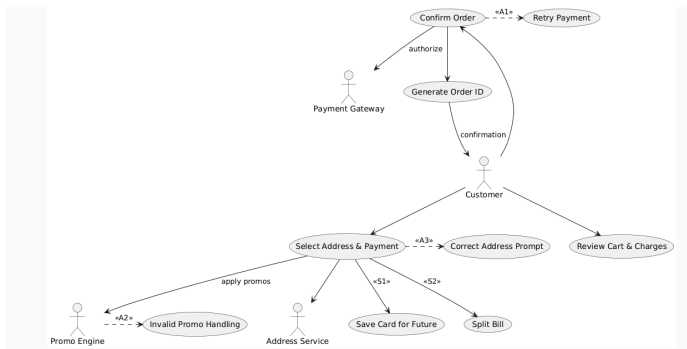 Confirm Order
«A1»
Retry Payment
authorize
Payment Gateway
Generate Order ID
confirmation
Customer
Select Address & Payment
«A3»
Correct Address Prompt
Review Cart & Charges
apply promos
«S1»
«S2»
Promo Engine
«A2»
Invalid Promo Handling
Address Service
Save Card for Future
Split Bill